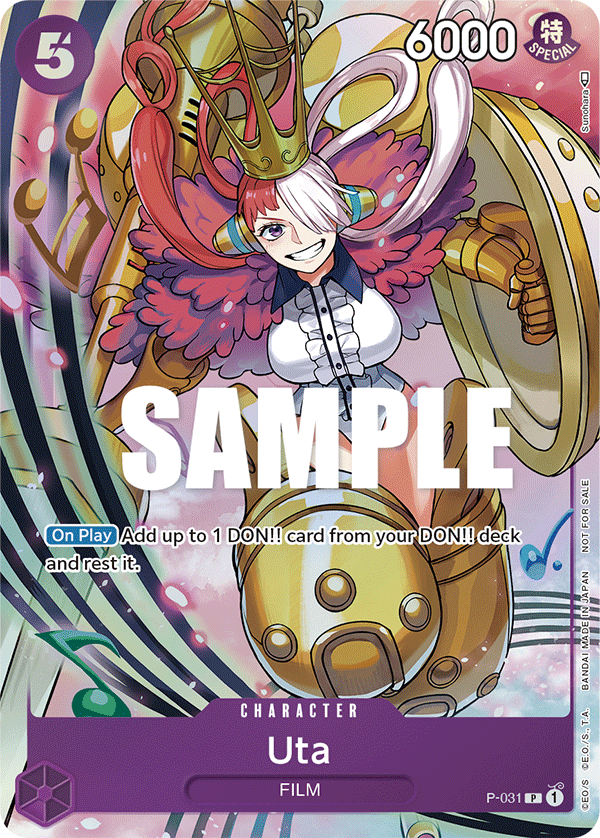 5
6000
特
SPECIAL
Sunohara
SAMPLE
On Play Add up to 1 DON!! card from your DON!! deck
and rest it.
CHARACTER
Uta
FILM
P-031 P 1
©EO/S ©E.O./S.,T.A. BANDAI MADE IN JAPAN NOT FOR SALE